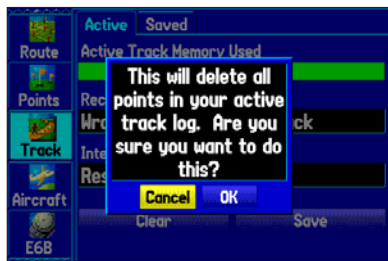 Active Saved
Route
Active Track Memory Used
This will delete all
points in your active
track log. Are you
sure you want to do
this?
Cancel OK
Points
Track
Aircraft
Clear Save
E6B